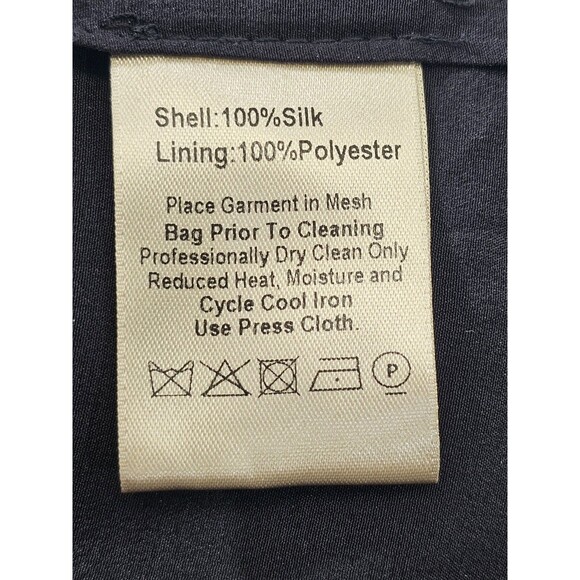 Shell:100%Silk
Lining:100%Polyester
Place Garment in Mesh
Bag Prior To Cleaning
Professionally Dry Clean Only
Reduced Heat, Moisture and
Cycle Cool Iron
Use Press Cloth.
P